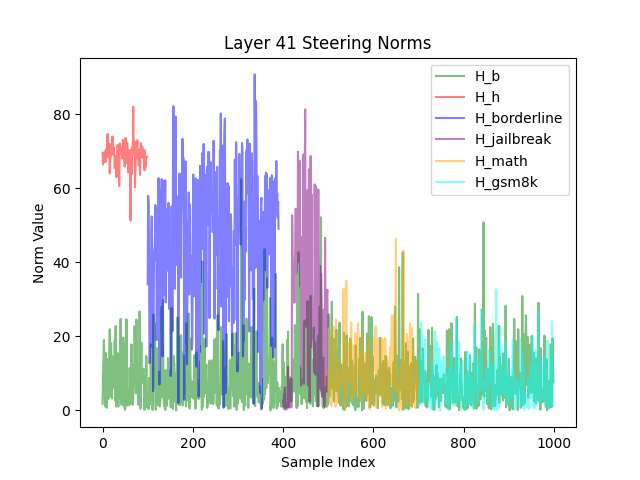 Layer 41 Steering Norms
H_b
H_h
H_borderline
H_jailbreak
H_math
H_gsm8k
Norm Value
80
60
40
20
0
0 200 400 600 800 1000
Sample Index